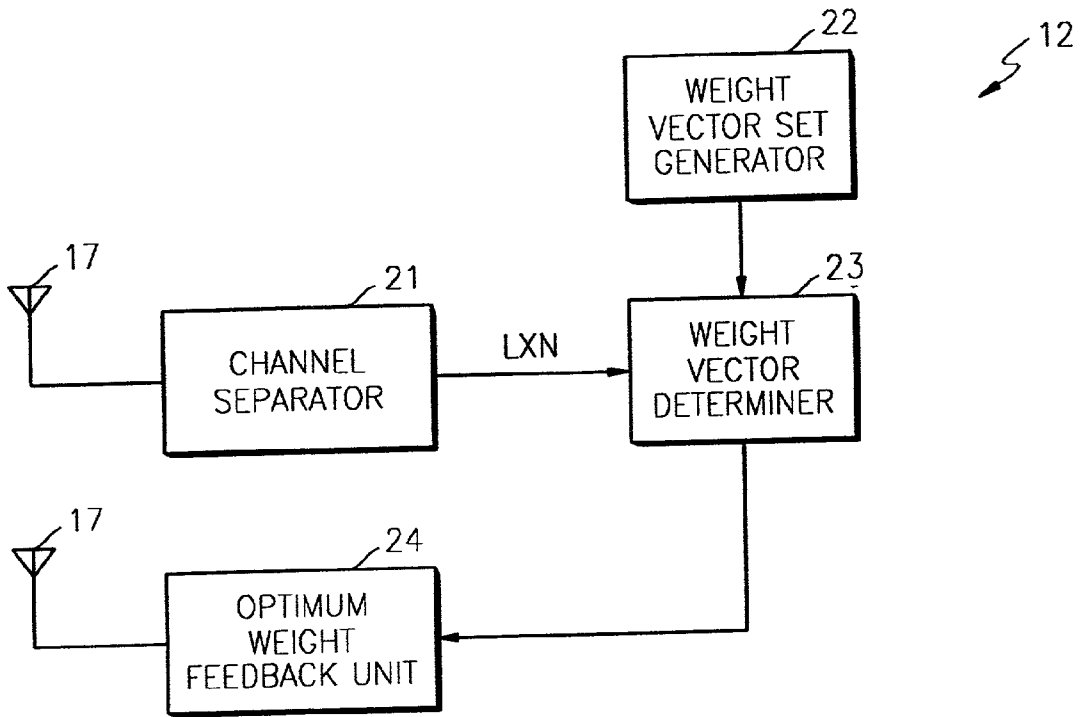 22
12
WEIGHT
VECTOR SET
GENERATOR
17
21
23
CHANNEL
SEPARATOR
LXN
WEIGHT
VECTOR
DETERMINER
17
24
OPTIMUM
WEIGHT
FEEDBACK UNIT